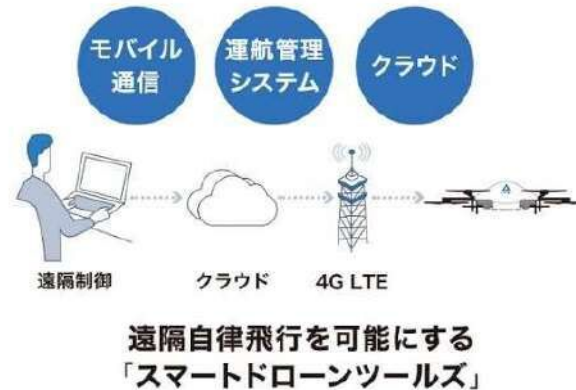 モバイル
通信
運航管理
システム
クラウド
遠隔制御
クラウド
4G LTE
遠隔自律飛行を可能にする
「スマートドローンツールズ」